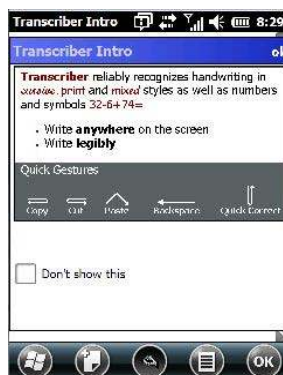 Transcriber Intro 8:29
Transcriber Intro ok
Transcriber reliably recognizes handwriting in
cursive, print and mixed styles as well as numbers
and symbols 32-6+74=
• Write anywhere on the screen
• Write legibly
Quick Gestures
Copy Cut Paste Backspace Quick Correct
Don't show this
OK